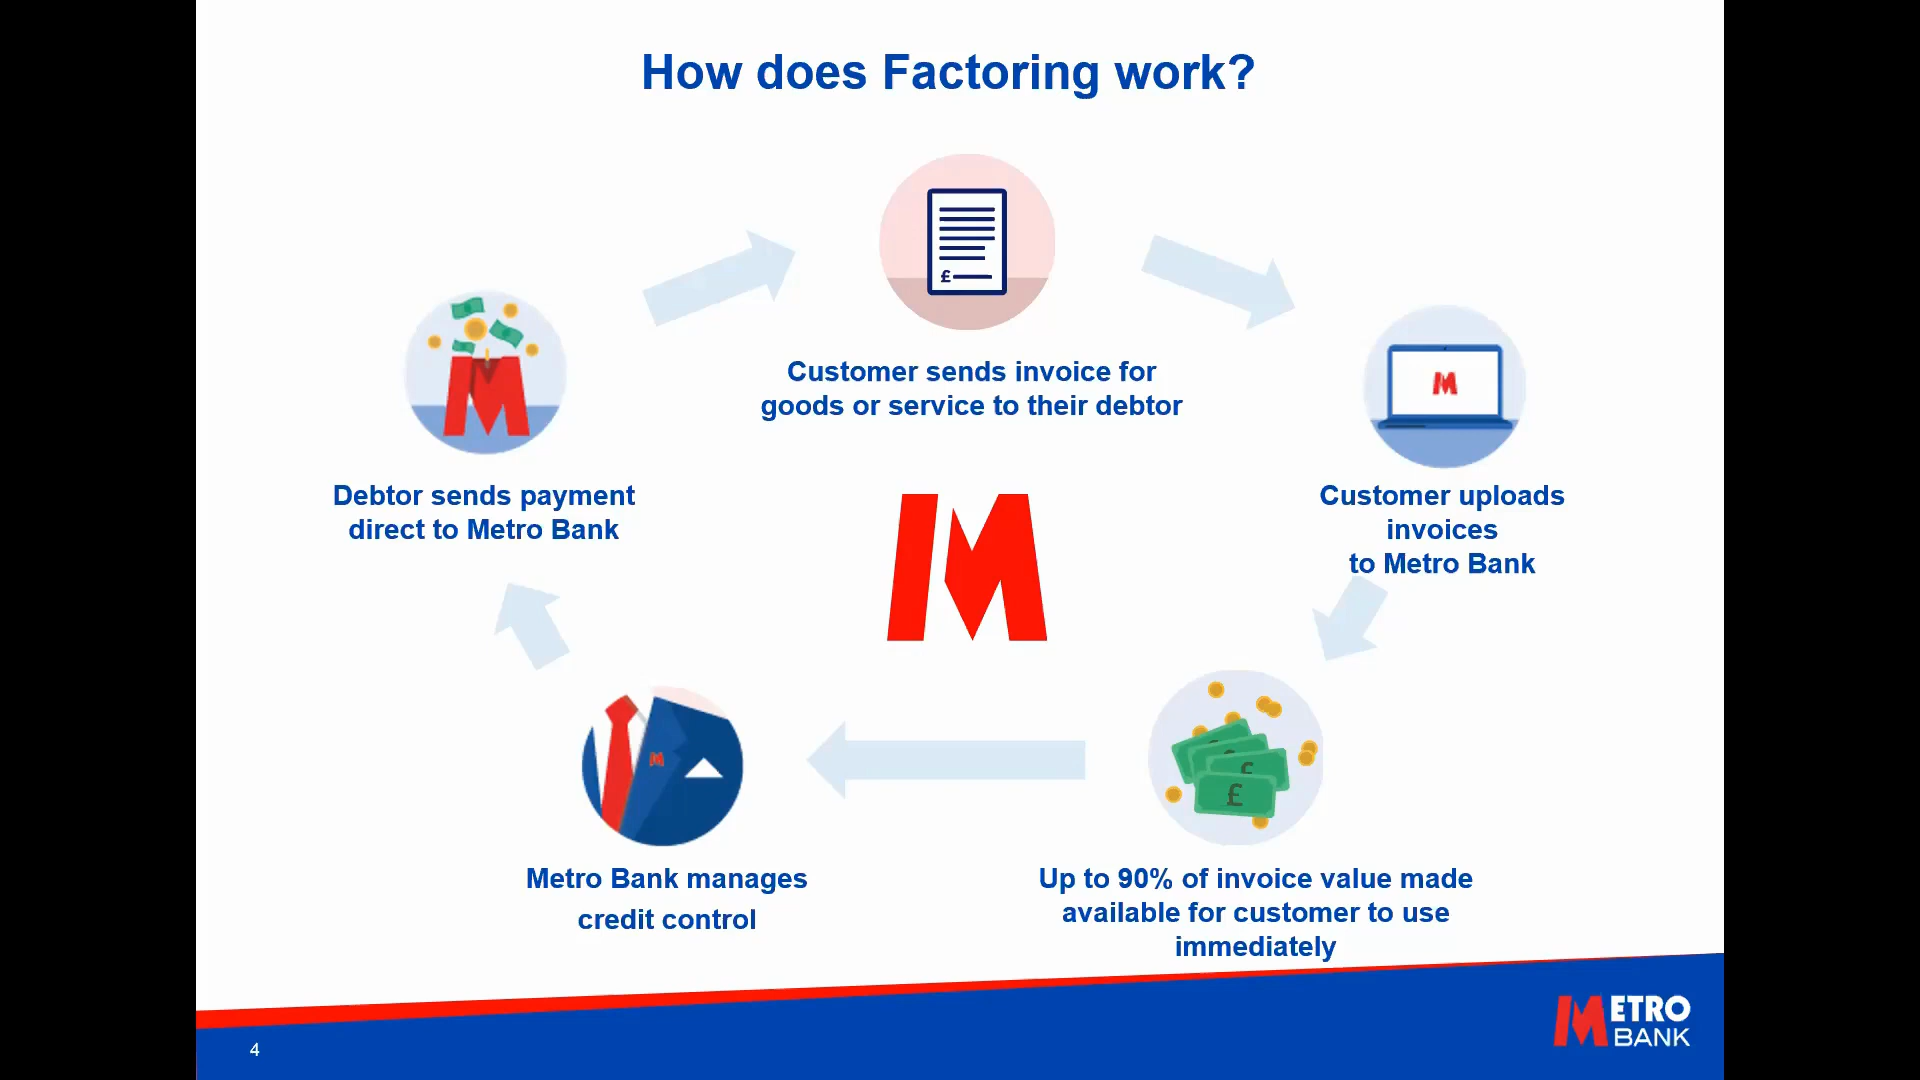 How does Factoring work?
£
Customer sends invoice for
goods or service to their debtor
M
Customer uploads
invoices
to Metro Bank
£
£
Up to 90% of invoice value made
available for customer to use
immediately
M
Metro Bank manages
credit control
M
Debtor sends payment
direct to Metro Bank
M
4
METRO
BANK